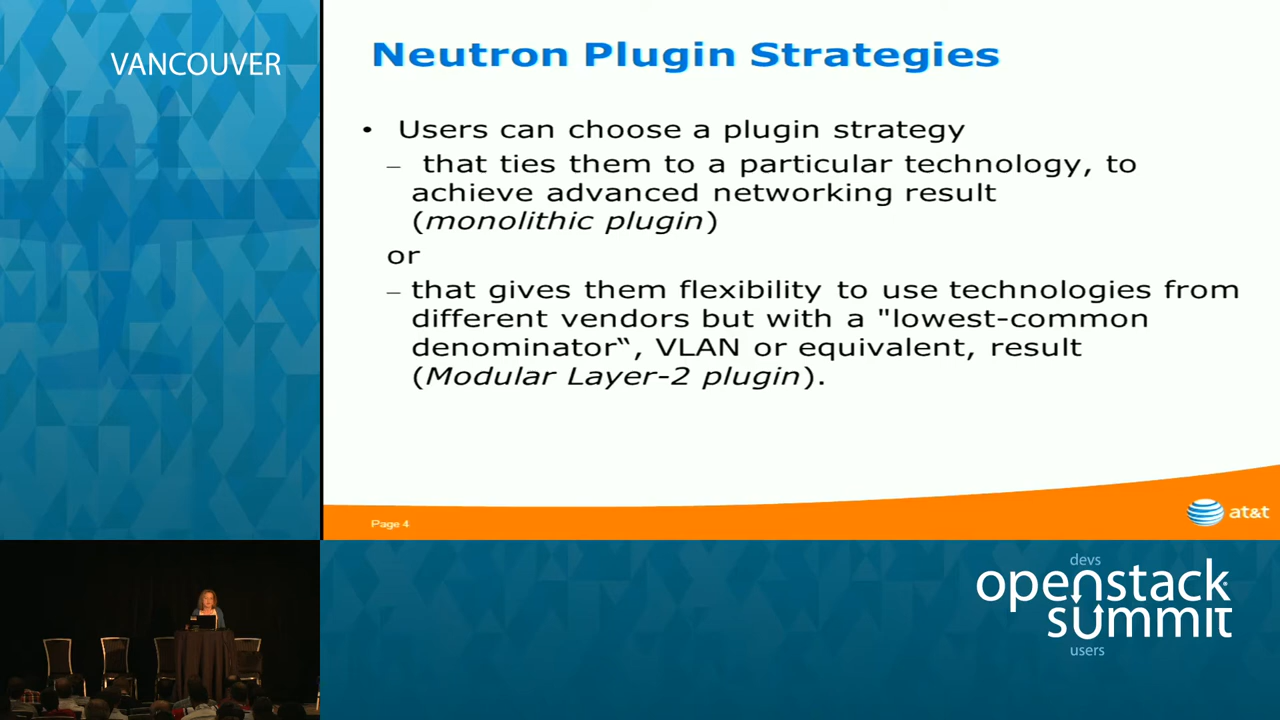 VANCOUVER
Neutron Plugin Strategies
• Users can choose a plugin strategy
– that ties them to a particular technology, to
achieve advanced networking result
(monolithic plugin)
or
– that gives them flexibility to use technologies from
different vendors but with a "lowest-common
denominator“, VLAN or equivalent, result
(Modular Layer-2 plugin).
Page 4
at&t
devs
openstack
summit
users